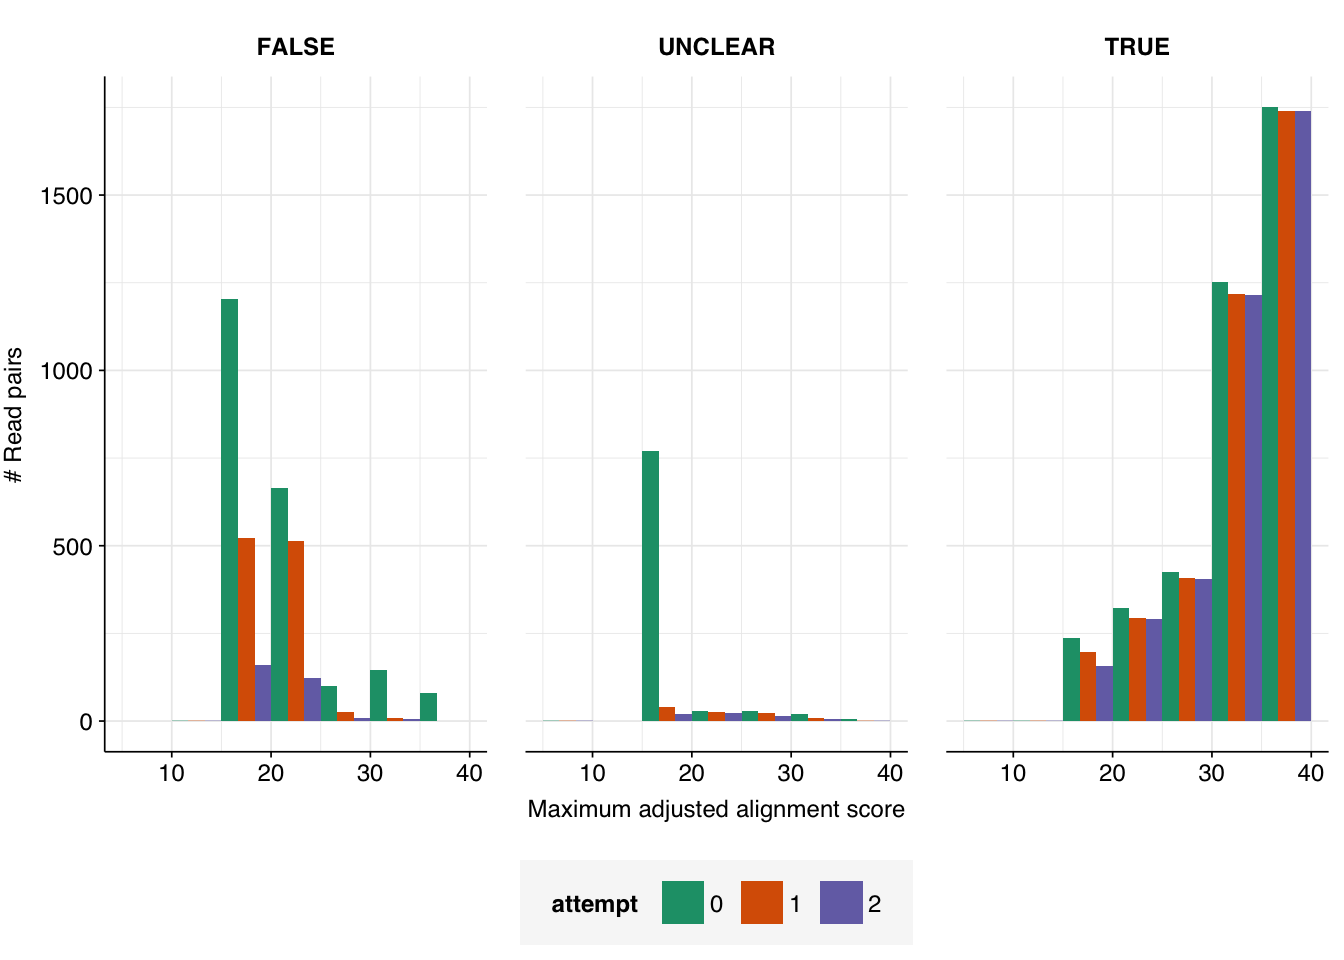 FALSE UNCLEAR TRUE
# Read pairs
1500
1000
500
0
10 20 30 40 10 20 30 40 10 20 30 40
Maximum adjusted alignment score
attempt 0 1 2